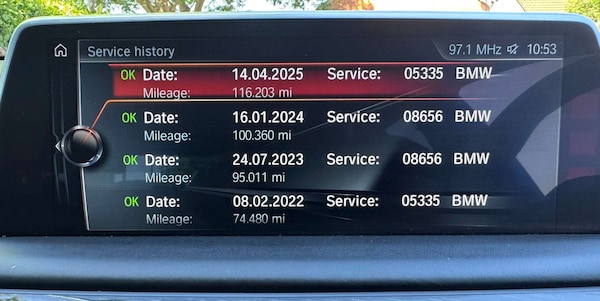 Service history 97.1 MHz 10:53
OK Date: 14.04.2025 Service: 05335 BMW
Mileage: 116.203 mi
OK Date: 16.01.2024 Service: 08656 BMW
Mileage: 100.360 mi
OK Date: 24.07.2023 Service: 08656 BMW
Mileage: 95.011 mi
OK Date: 08.02.2022 Service: 05335 BMW
Mileage: 74.480 mi